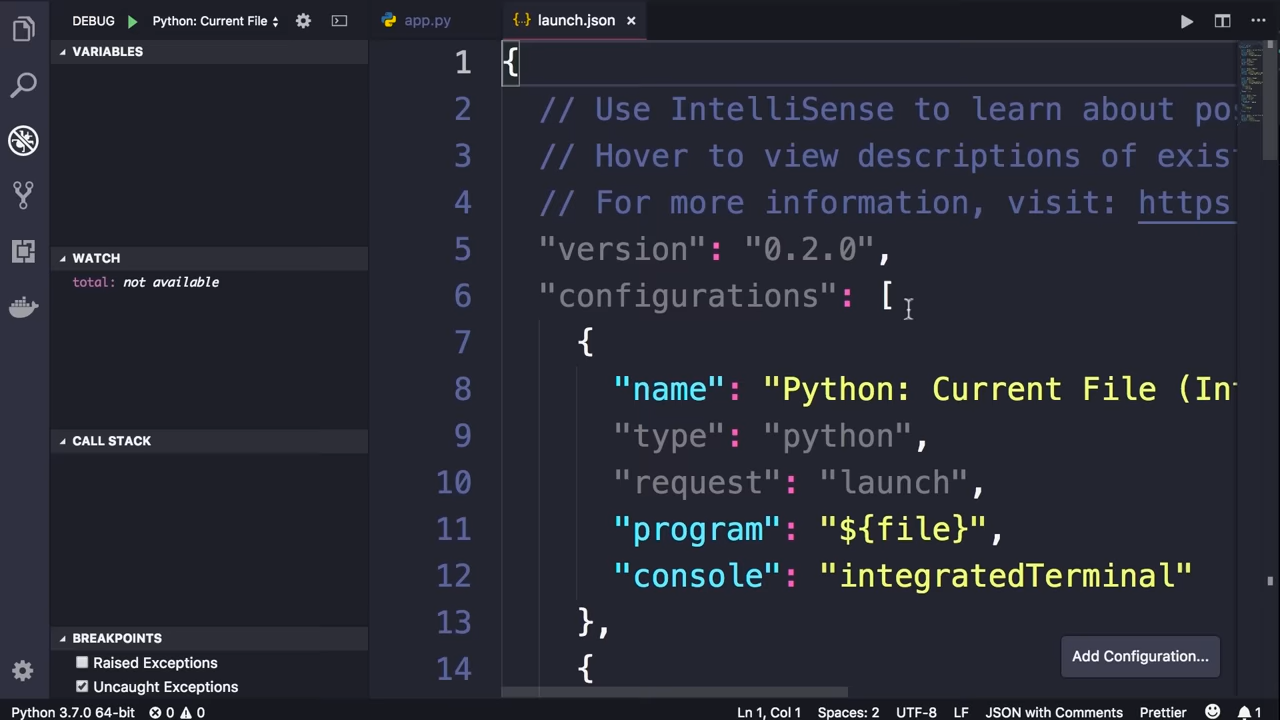 DEBUG Python: Current File
app.py
launch.json
VARIABLES
WATCH
total: not available
CALL STACK
BREAKPOINTS
Raised Exceptions
Uncaught Exceptions
1 {
2 // Use IntelliSense to learn about po
3 // Hover to view descriptions of exis
4 // For more information, visit: https
5 "version": "0.2.0",
6 "configurations": [
7 {
8 "name": "Python: Current File (In
9 "type": "python",
10 "request": "launch",
11 "program": "${file}",
12 "console": "integratedTerminal"
13 },
14 {
Add Configuration...
Python 3.7.0 64-bit 0 0 Ln 1, Col 1 Spaces: 2 UTF-8 LF JSON with Comments Prettier 1